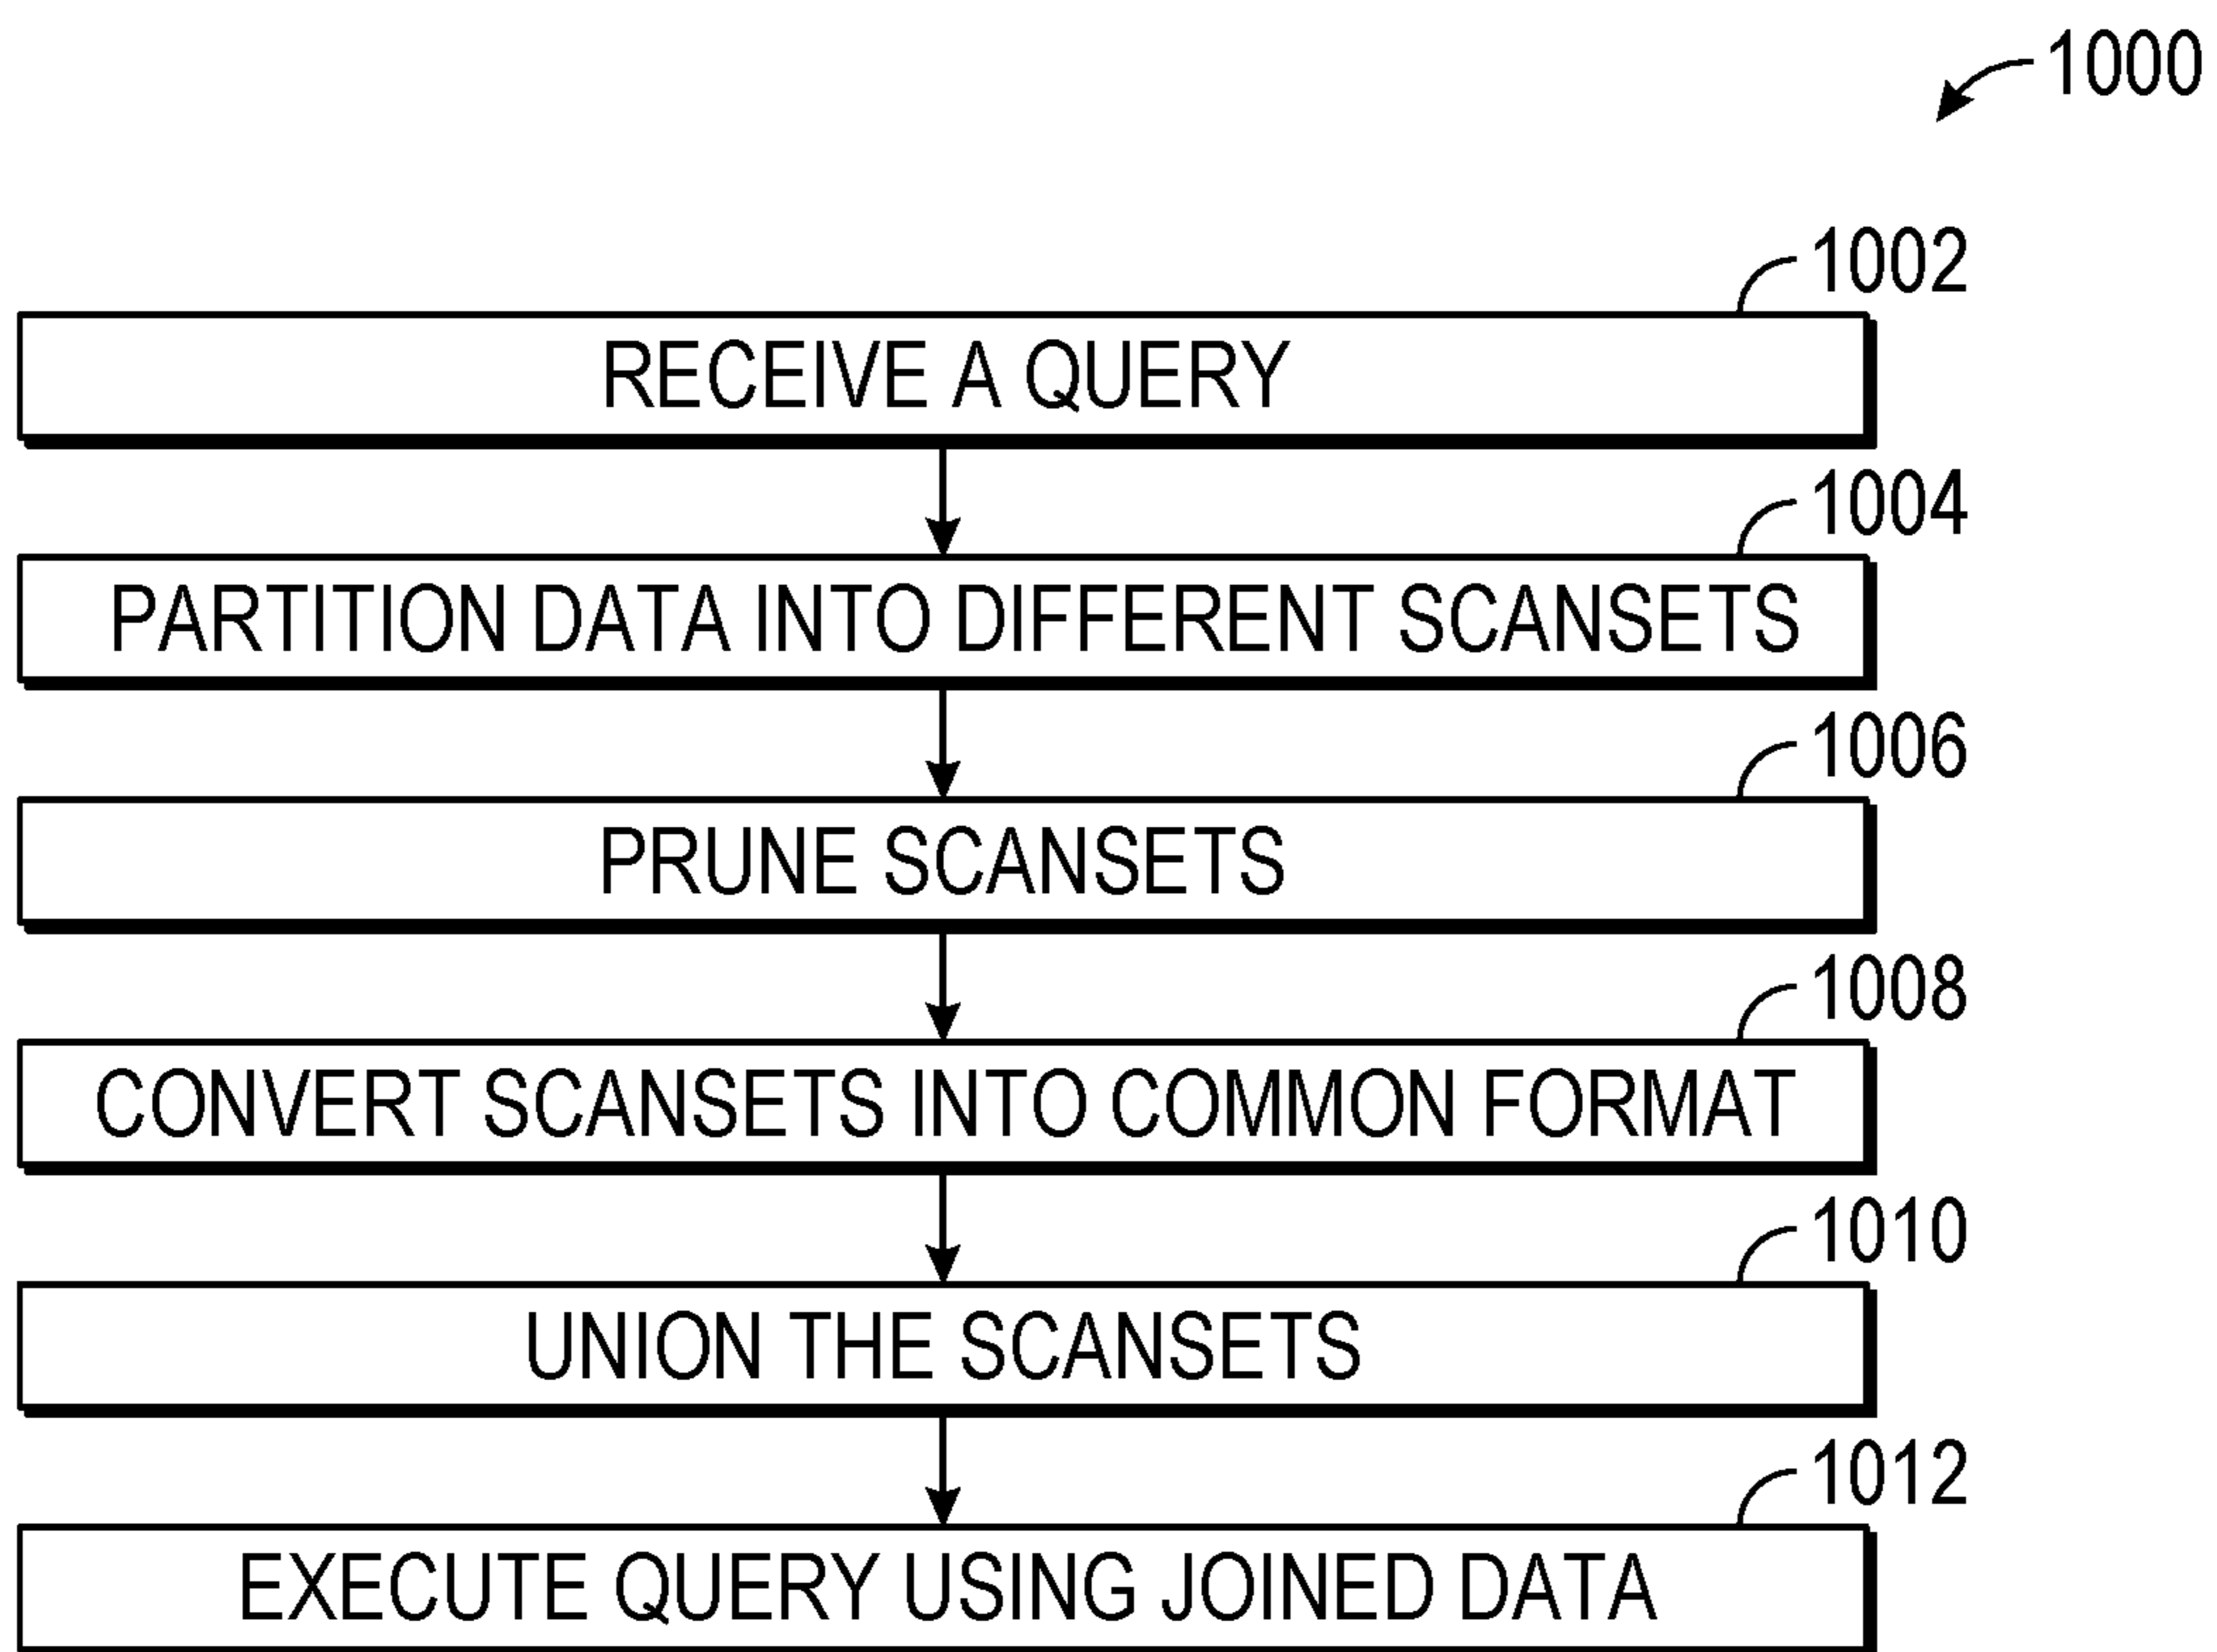 1000
1002
RECEIVE A QUERY
1004
PARTITION DATA INTO DIFFERENT SCANSETS
1006
PRUNE SCANSETS
1008
CONVERT SCANSETS INTO COMMON FORMAT
1010
UNION THE SCANSETS
1012
EXECUTE QUERY USING JOINED DATA